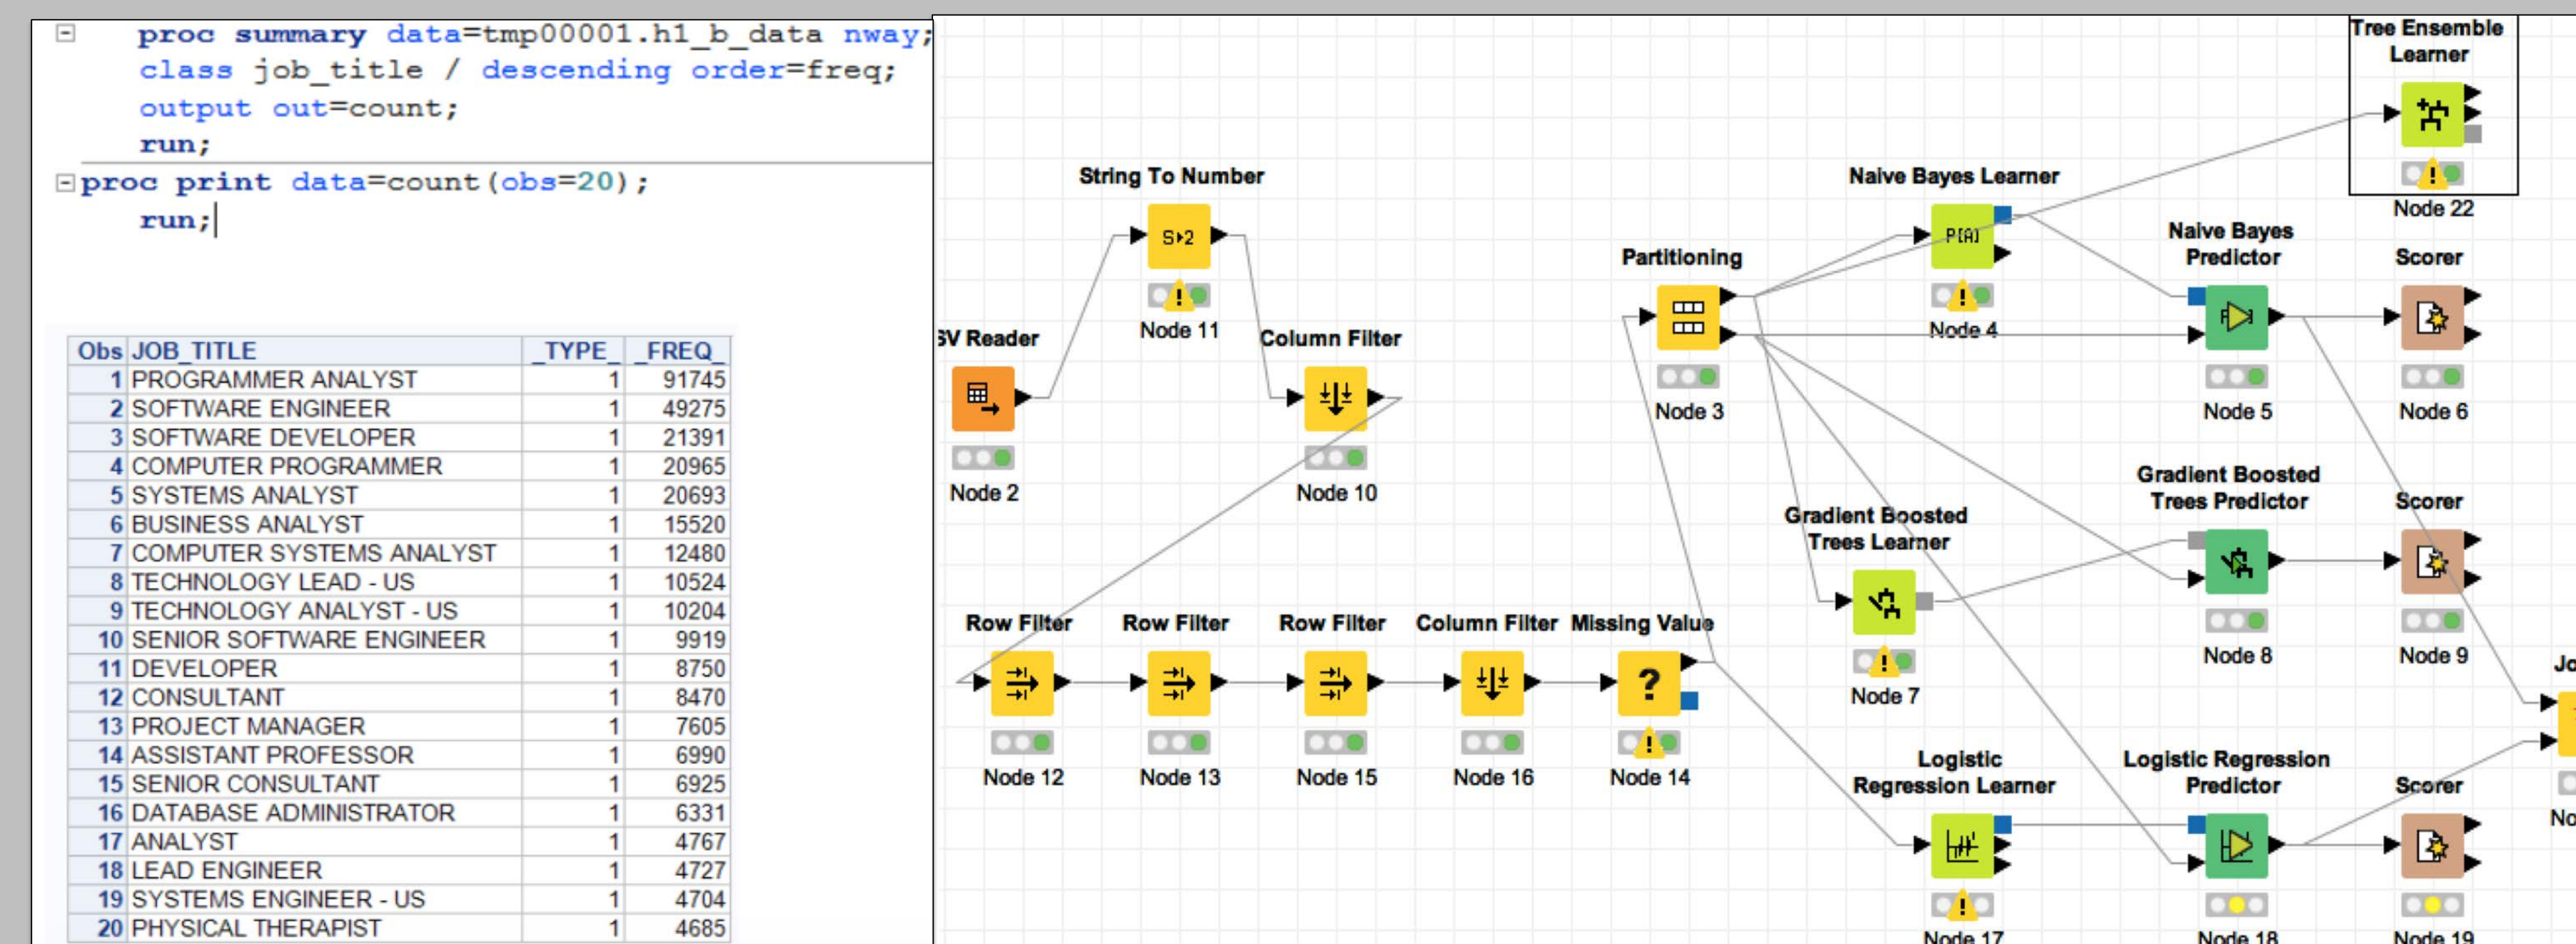 proc summary data=tmp00001.h1_b_data nway;
class job_title / descending order=freq;
output out=count;
run;
proc print data=count(obs=20);
run;
Obs JOB_TITLE _TYPE_ _FREQ_
1 PROGRAMMER ANALYST 1 91745
2 SOFTWARE ENGINEER 1 49275
3 SOFTWARE DEVELOPER 1 21391
4 COMPUTER PROGRAMMER 1 20965
5 SYSTEMS ANALYST 1 20693
6 BUSINESS ANALYST 1 15520
7 COMPUTER SYSTEMS ANALYST 1 12480
8 TECHNOLOGY LEAD - US 1 10524
9 TECHNOLOGY ANALYST - US 1 10204
10 SENIOR SOFTWARE ENGINEER 1 9919
11 DEVELOPER 1 8750
12 CONSULTANT 1 8470
13 PROJECT MANAGER 1 7605
14 ASSISTANT PROFESSOR 1 6990
15 SENIOR CONSULTANT 1 6925
16 DATABASE ADMINISTRATOR 1 6331
17 ANALYST 1 4767
18 LEAD ENGINEER 1 4727
19 SYSTEMS ENGINEER - US 1 4704
20 PHYSICAL THERAPIST 1 4685
SV Reader
Node 2
String To Number
S▸2
Node 11
Column Filter
Node 10
Row Filter
Node 12
Row Filter
Node 13
Row Filter
Node 15
Column Filter
Node 16
Missing Value
?
Node 14
Partitioning
Node 3
Naive Bayes Learner
P(A)
Node 4
Tree Ensemble
Learner
Node 22
Naive Bayes
Predictor
Node 5
Scorer
Node 6
Gradient Boosted
Trees Learner
Node 7
Gradient Boosted
Trees Predictor
Node 8
Scorer
Node 9
Logistic
Regression Learner
Node 17
Logistic Regression
Predictor
Node 18
Scorer
Node 19
Jo
No